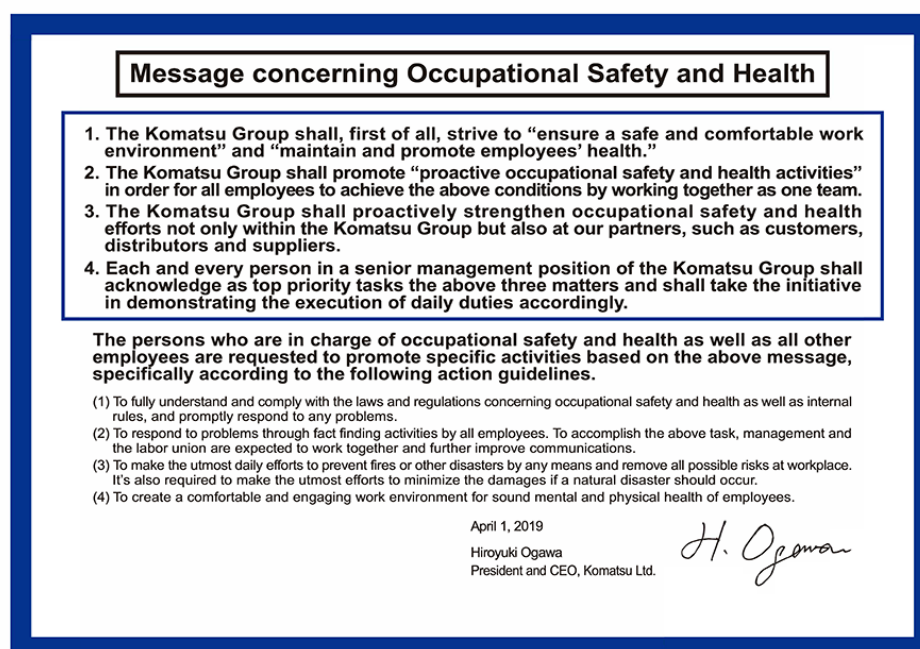 Message concerning Occupational Safety and Health
1. The Komatsu Group shall, first of all, strive to “ensure a safe and comfortable work
environment” and “maintain and promote employees’ health.”
2. The Komatsu Group shall promote “proactive occupational safety and health activities”
in order for all employees to achieve the above conditions by working together as one team.
3. The Komatsu Group shall proactively strengthen occupational safety and health
efforts not only within the Komatsu Group but also at our partners, such as customers,
distributors and suppliers.
4. Each and every person in a senior management position of the Komatsu Group shall
acknowledge as top priority tasks the above three matters and shall take the initiative
in demonstrating the execution of daily duties accordingly.
The persons who are in charge of occupational safety and health as well as all other
employees are requested to promote specific activities based on the above message,
specifically according to the following action guidelines.
(1) To fully understand and comply with the laws and regulations concerning occupational safety and health as well as internal
rules, and promptly respond to any problems.
(2) To respond to problems through fact finding activities by all employees. To accomplish the above task, management and
the labor union are expected to work together and further improve communications.
(3) To make the utmost daily efforts to prevent fires or other disasters by any means and remove all possible risks at workplace.
It’s also required to make the utmost efforts to minimize the damages if a natural disaster should occur.
(4) To create a comfortable and engaging work environment for sound mental and physical health of employees.
April 1, 2019
Hiroyuki Ogawa
President and CEO, Komatsu Ltd.
H. Ogawa